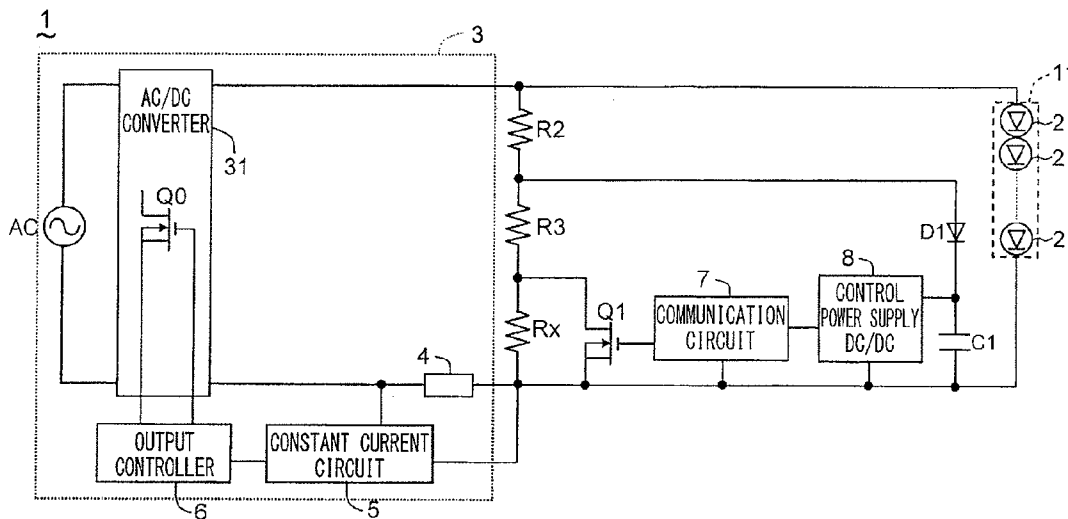 1
3
AC/DC
CONVERTER
31
Q0
AC
R2
R3
Rx
4
Q1
7
COMMUNICATION
CIRCUIT
8
CONTROL
POWER SUPPLY
DC/DC
D1
C1
11
2
2
2
OUTPUT
CONTROLLER
6
CONSTANT CURRENT
CIRCUIT
5